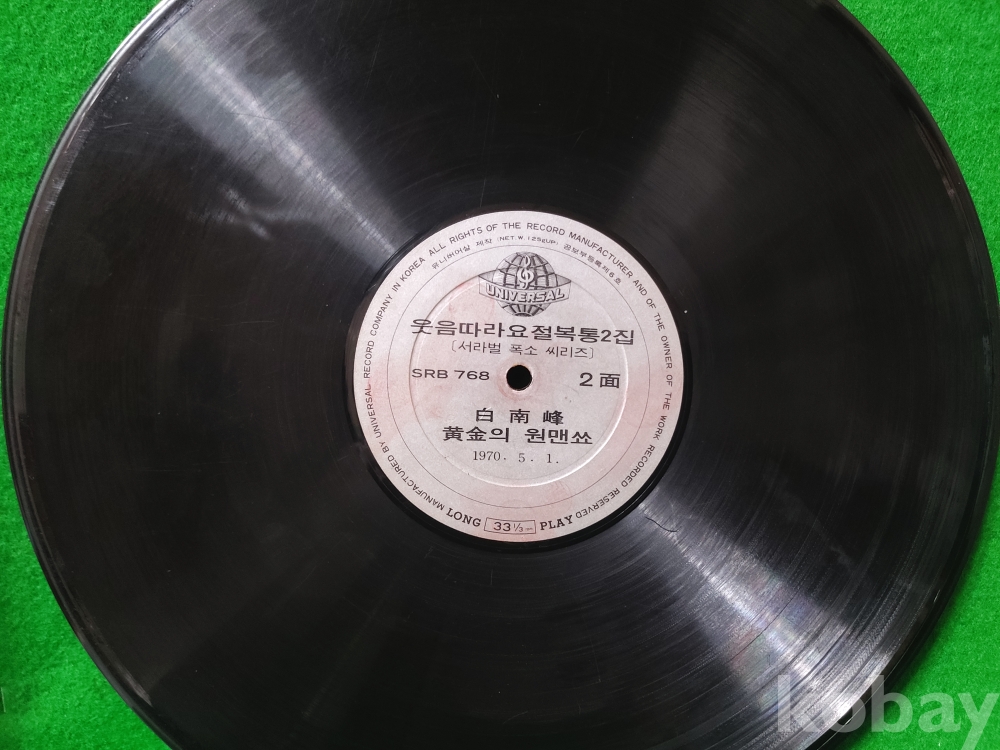 MANUFACTURED BY UNIVERSAL RECORD COMPANY IN KOREA ALL RIGHTS OF THE RECORD MANUFACTURER AND OF THE OWNER OF THE WORK RECORDED RESERVED
유니버어살 제작 (NET.W.125gUP) 공보부등록제6호
UNIVERSAL
웃음따라요절복통2집
[서라벌 폭소 씨리즈]
SRB 768 2面
白南峰
黃金의 원맨쑈
1970. 5. 1.
LONG 33⅓ PLAY
kobay